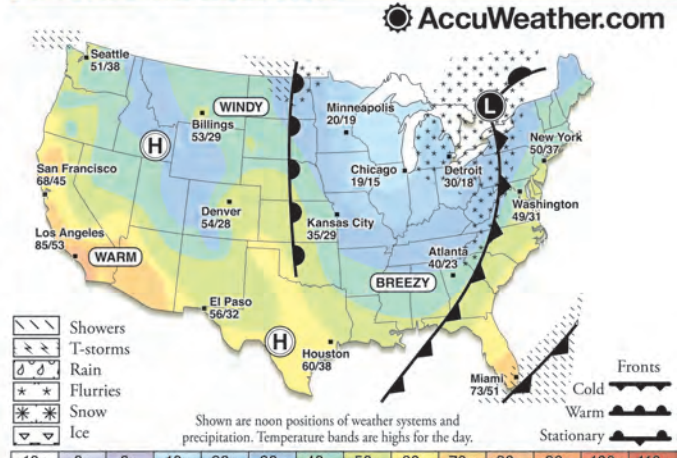 AccuWeather.com
Seattle
51/38
WINDY
Billings
53/29
Minneapolis
20/19
L
H
New York
50/37
San Francisco
68/45
Chicago
19/15
Detroit
30/18
Denver
54/28
Kansas City
35/29
Washington
49/31
Los Angeles
85/53
WARM
Atlanta
40/23
BREEZY
El Paso
56/32
H
Houston
60/38
Miami
73/51
Showers
T-storms
Rain
Flurries
Snow
Ice
Shown are noon positions of weather systems and
precipitation. Temperature bands are highs for the day.
Fronts
Cold
Warm
Stationary